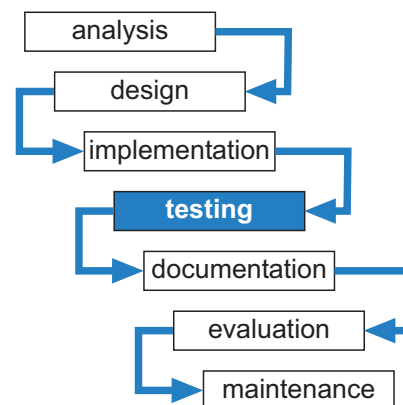 analysis
design
implementation
testing
documentation
evaluation
maintenance